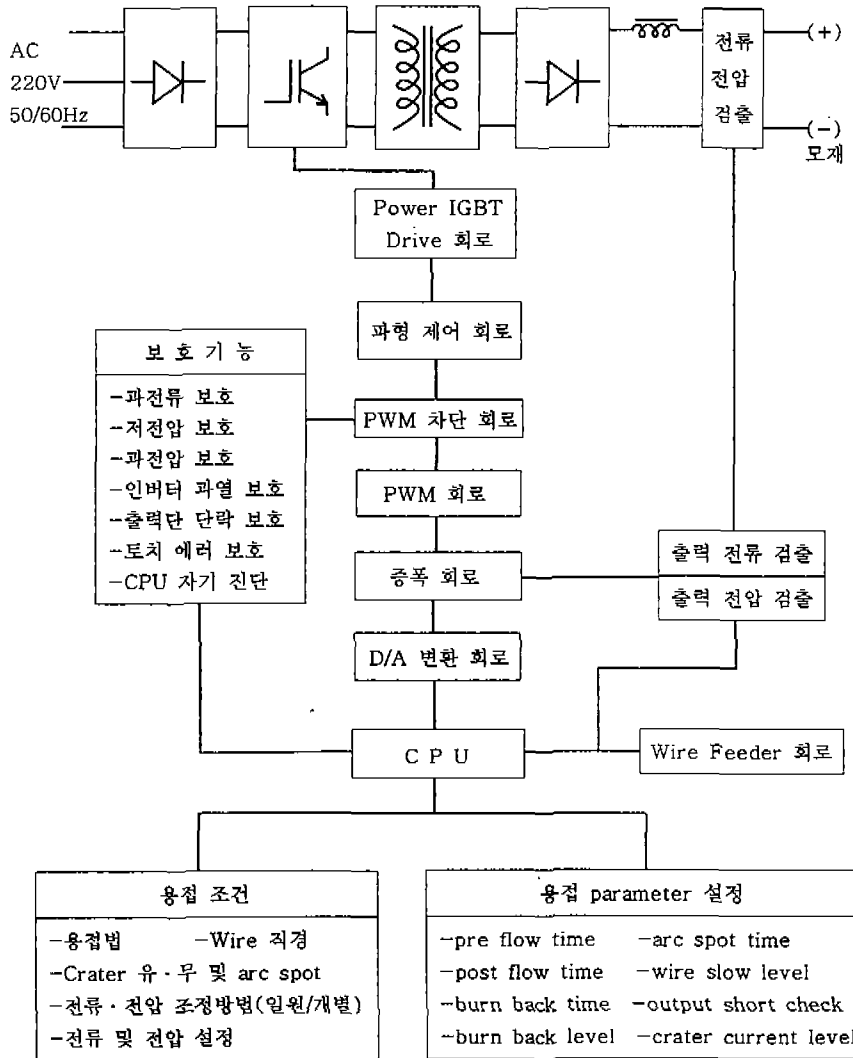 AC
220V
50/60Hz
전류
전압
검출
(+)
(-)
모재
Power IGBT
Drive 회로
파형 제어 회로
보 호 기 능
-과전류 보호
-저전압 보호
-과전압 보호
-인버터 과열 보호
-출력단 단락 보호
-토치 에러 보호
-CPU 자기 진단
PWM 차단 회로
PWM 회로
증폭 회로
출력 전류 검출
출력 전압 검출
D/A 변환 회로
C P U
Wire Feeder 회로
용접 조건
-용접법 -Wire 직경
-Crater 유·무 및 arc spot
-전류·전압 조정방법(일원/개별)
-전류 및 전압 설정
용접 parameter 설정
-pre flow time -arc spot time
-post flow time -wire slow level
-burn back time -output short check
-burn back level -crater current level